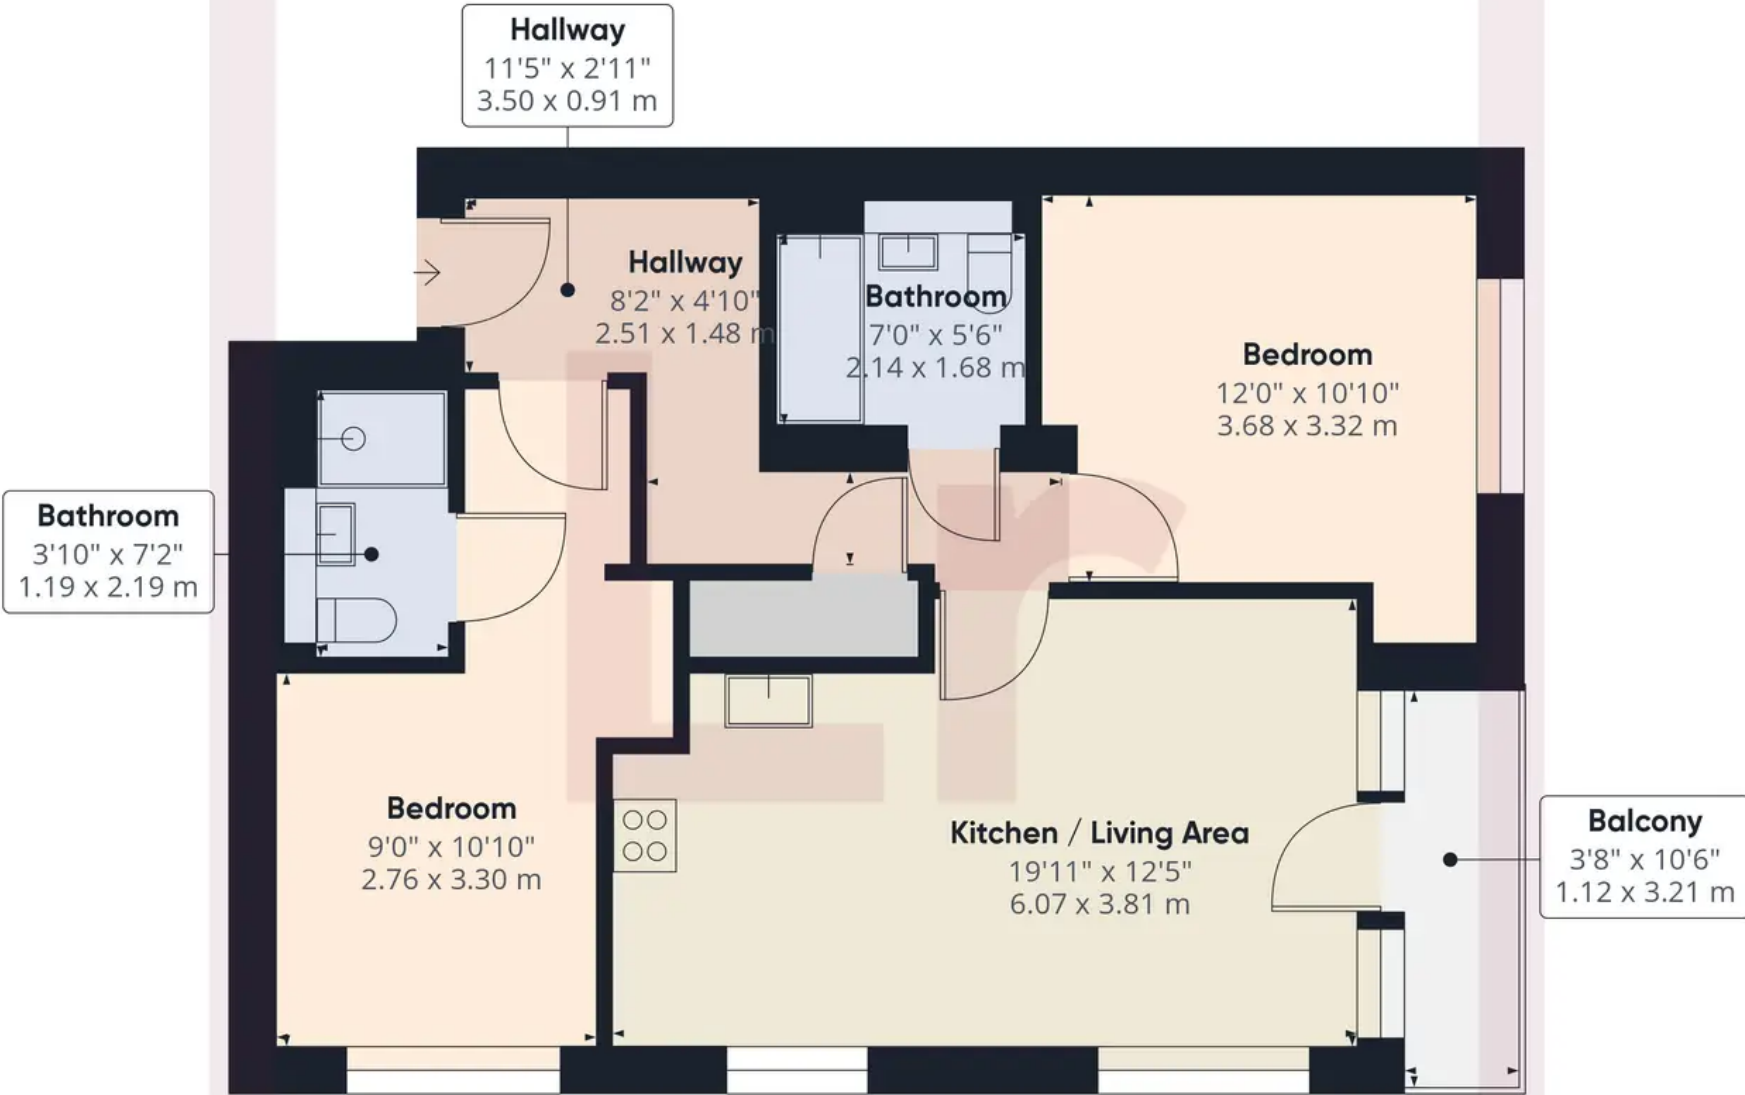 Hallway
11'5" x 2'11"
3.50 x 0.91 m
Hallway
8'2" x 4'10"
2.51 x 1.48 m
Bathroom
7'0" x 5'6"
2.14 x 1.68 m
Bedroom
12'0" x 10'10"
3.68 x 3.32 m
Bathroom
3'10" x 7'2"
1.19 x 2.19 m
Bedroom
9'0" x 10'10"
2.76 x 3.30 m
Kitchen / Living Area
19'11" x 12'5"
6.07 x 3.81 m
Balcony
3'8" x 10'6"
1.12 x 3.21 m
Lr